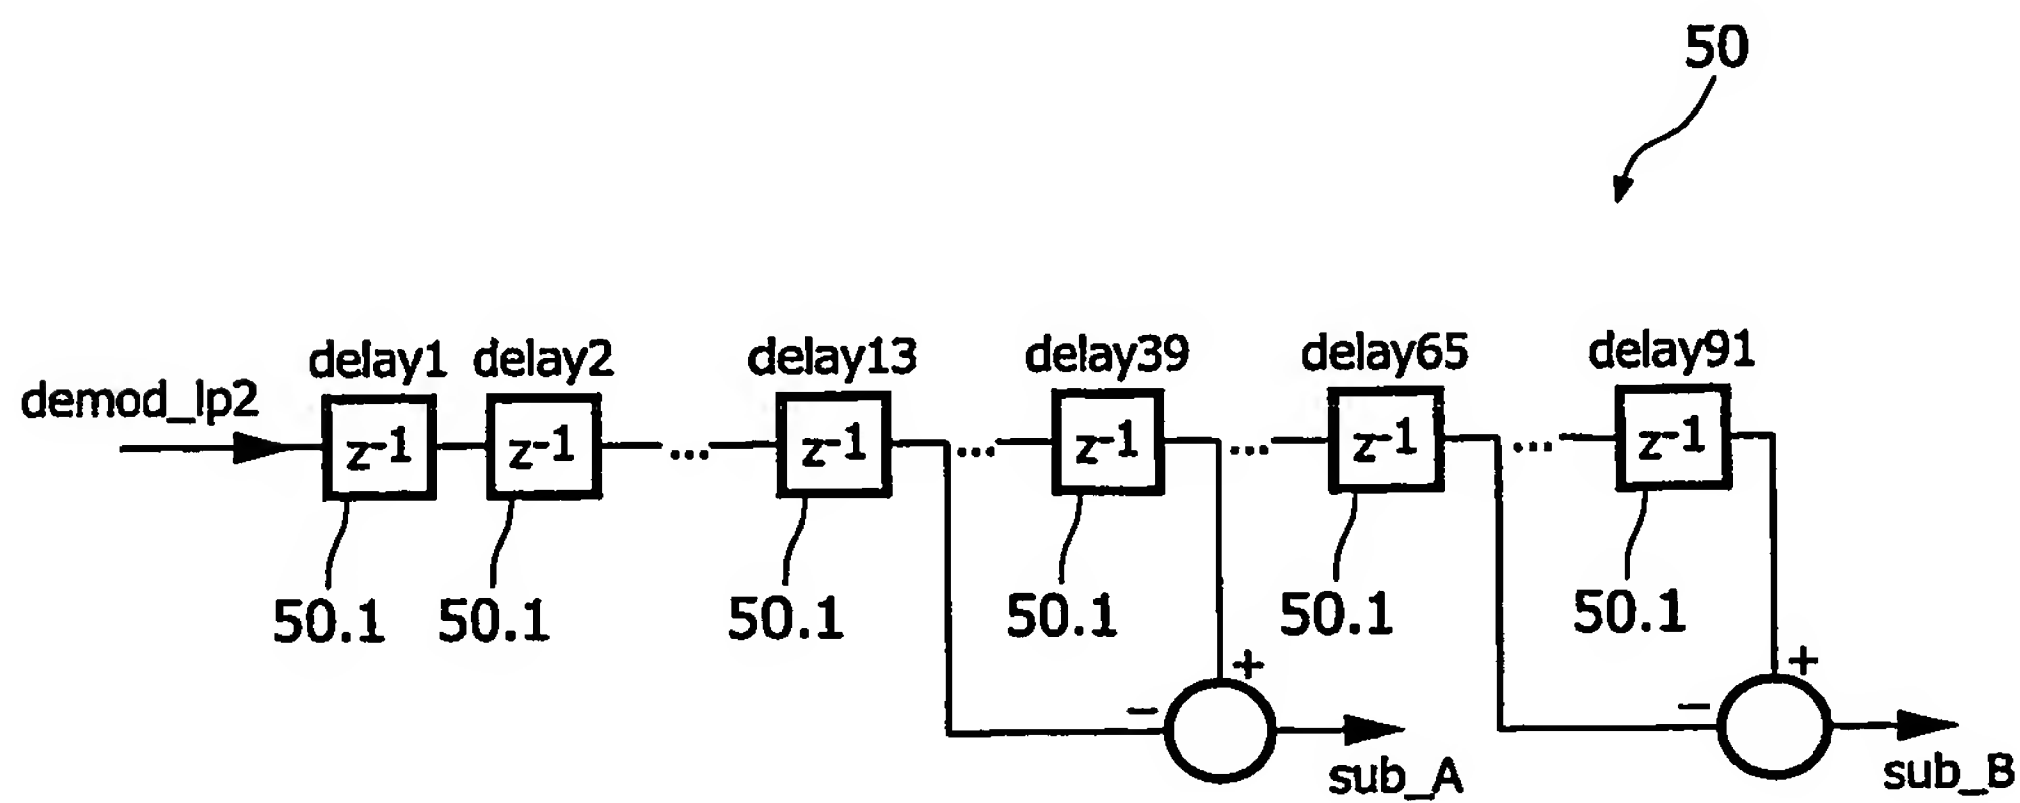 50
delay1 delay2 delay13 delay39 delay65 delay91
demod_lp2
z-1 z-1 ... z-1 ... z-1 ... z-1 ... z-1
50.1 50.1 50.1 50.1 50.1 50.1
+ +
− −
sub_A sub_B